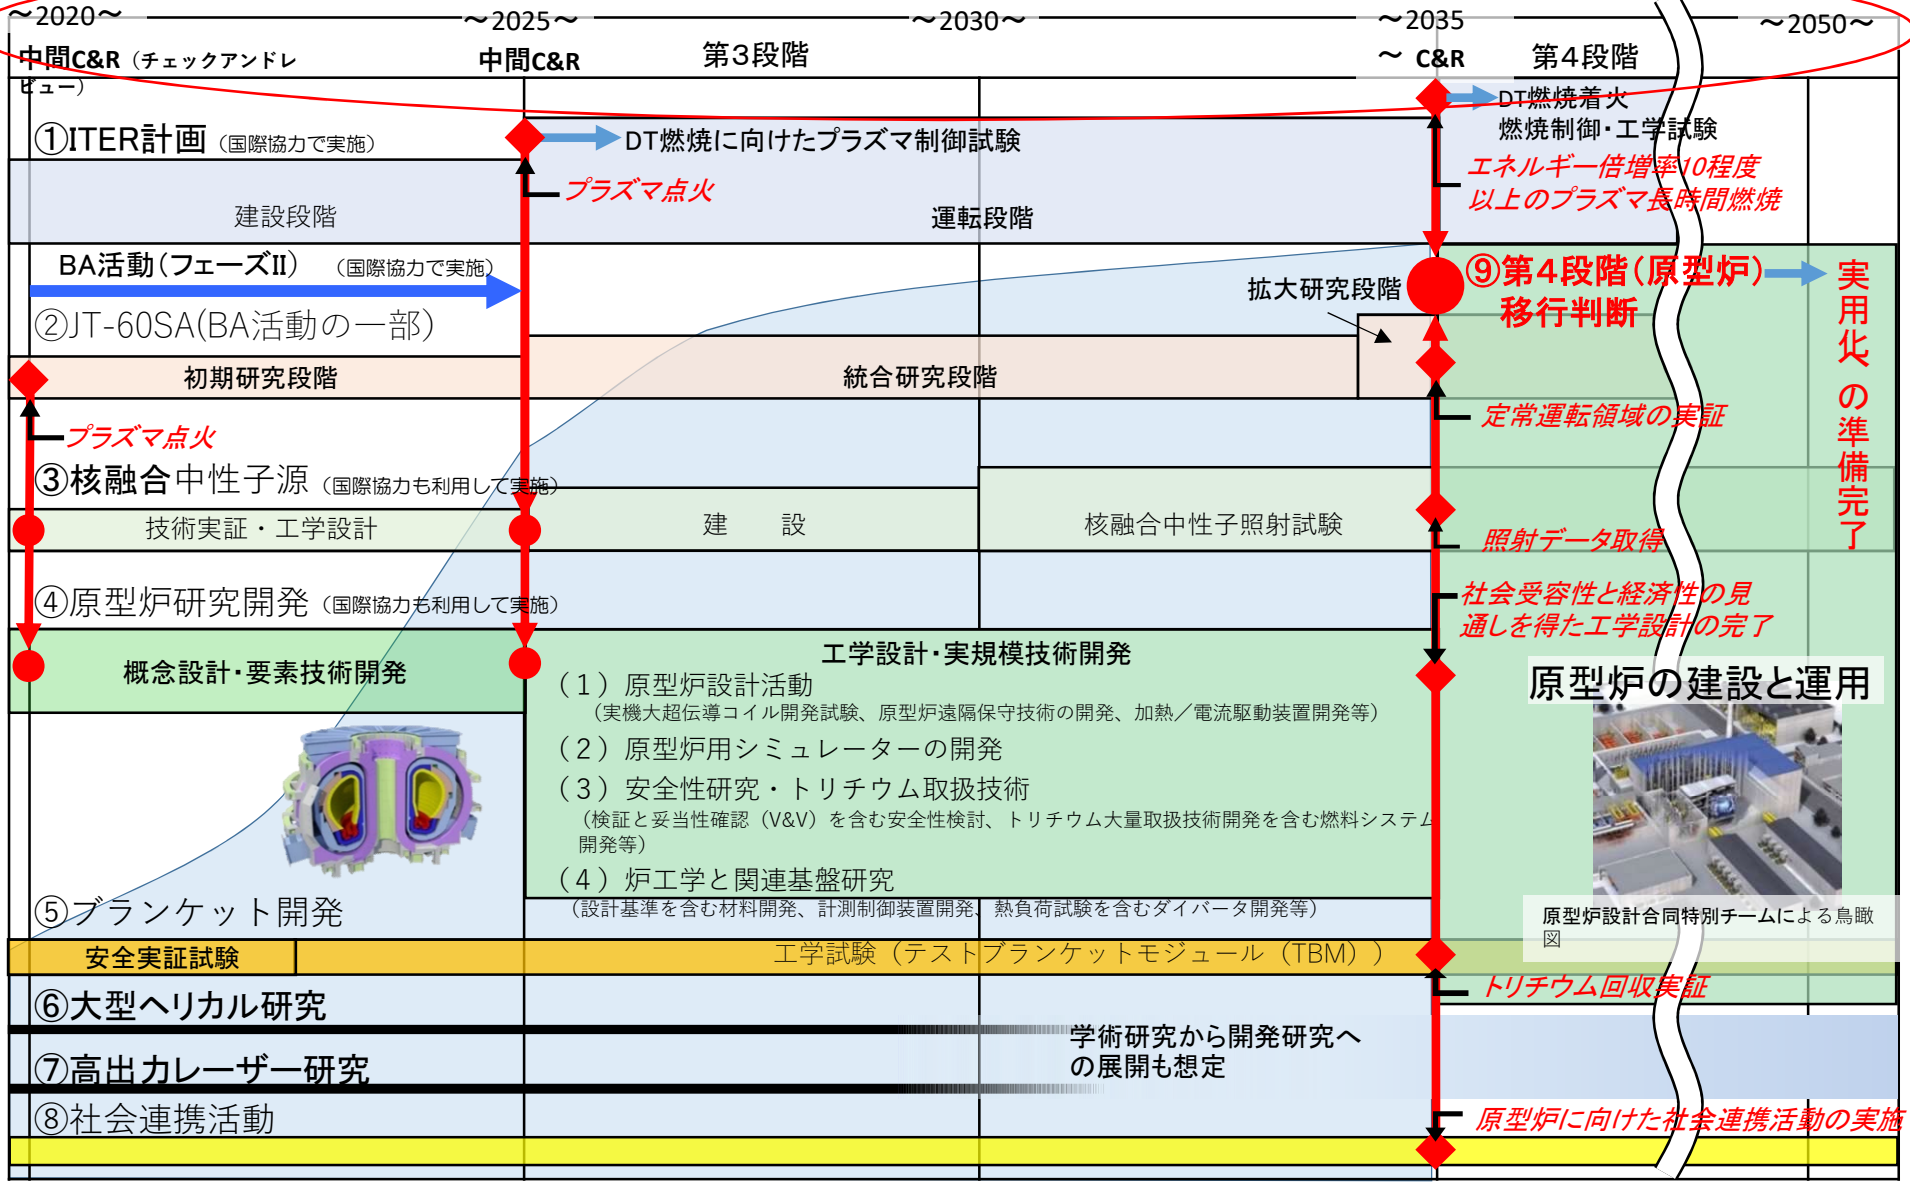 ～2020～
～2025～
～2030～
～2035
～
～2050～
中間C&R（チェックアンドレ
ビュー）
中間C&R
第３段階
C&R
第４段階
DT燃焼着火
燃焼制御・工学試験
①ITER計画（国際協力で実施）
DT燃焼に向けたプラズマ制御試験
エネルギー倍増率10程度
以上のプラズマ長時間燃焼
プラズマ点火
建設段階
運転段階
BA活動（フェーズII）（国際協力で実施）
⑨第４段階（原型炉）
移行判断
実用化の準備完了
拡大研究段階
②JT-60SA(BA活動の一部)
初期研究段階
統合研究段階
定常運転領域の実証
プラズマ点火
③核融合中性子源（国際協力も利用して実施）
技術実証・工学設計
建　設
核融合中性子照射試験
照射データ取得
④原型炉研究開発（国際協力も利用して実施）
社会受容性と経済性の見
通しを得た工学設計の完了
概念設計・要素技術開発
工学設計・実規模技術開発
（１）原型炉設計活動
（実機大超伝導コイル開発試験、原型炉遠隔保守技術の開発、加熱／電流駆動装置開発等）
（２）原型炉用シミュレーターの開発
（３）安全性研究・トリチウム取扱技術
（検証と妥当性確認（V&V）を含む安全性検討、トリチウム大量取扱技術開発を含む燃料システム
開発等）
（４）炉工学と関連基盤研究
（設計基準を含む材料開発、計測制御装置開発、熱負荷試験を含むダイバータ開発等）
原型炉の建設と運用
原型炉設計合同特別チームによる鳥瞰
図
⑤ブランケット開発
安全実証試験
工学試験（テストブランケットモジュール（TBM））
トリチウム回収実証
⑥大型ヘリカル研究
学術研究から開発研究へ
の展開も想定
⑦高出力レーザー研究
⑧社会連携活動
原型炉に向けた社会連携活動の実施